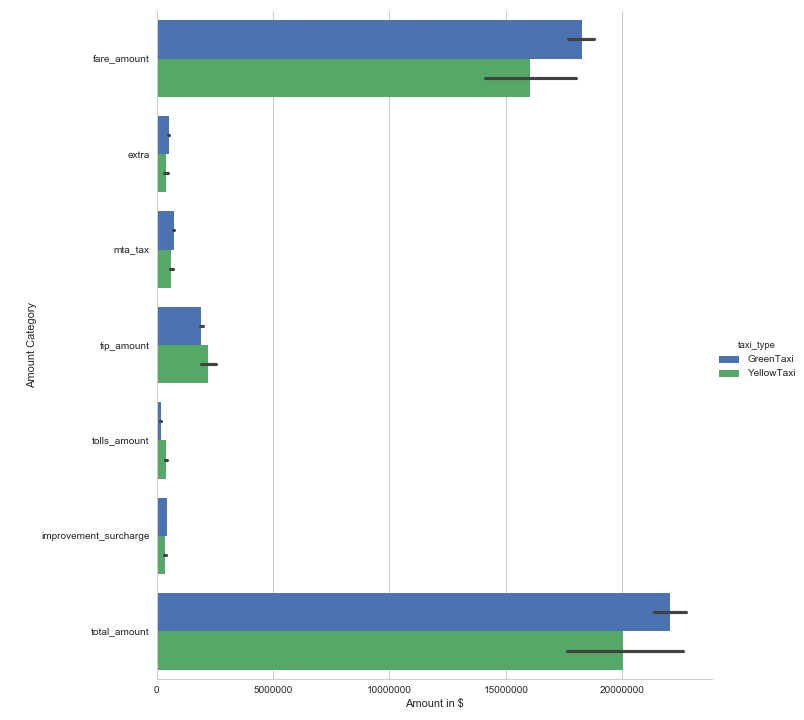 fare_amount
extra
mta_tax
tip_amount
tolls_amount
improvement_surcharge
total_amount
Amount Category
0 5000000 10000000 15000000 20000000
Amount in $
taxi_type
GreenTaxi
YellowTaxi